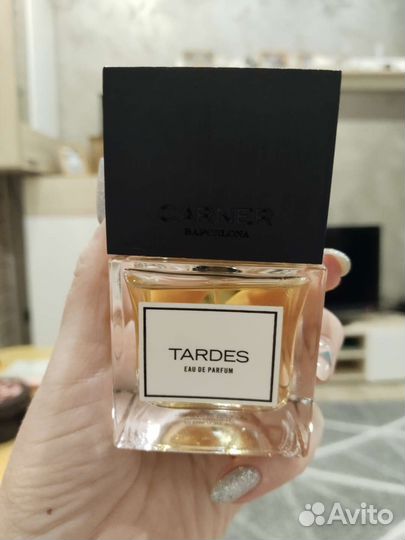 CARNER
BARCELONA
TARDES
EAU DE PARFUM
Avito